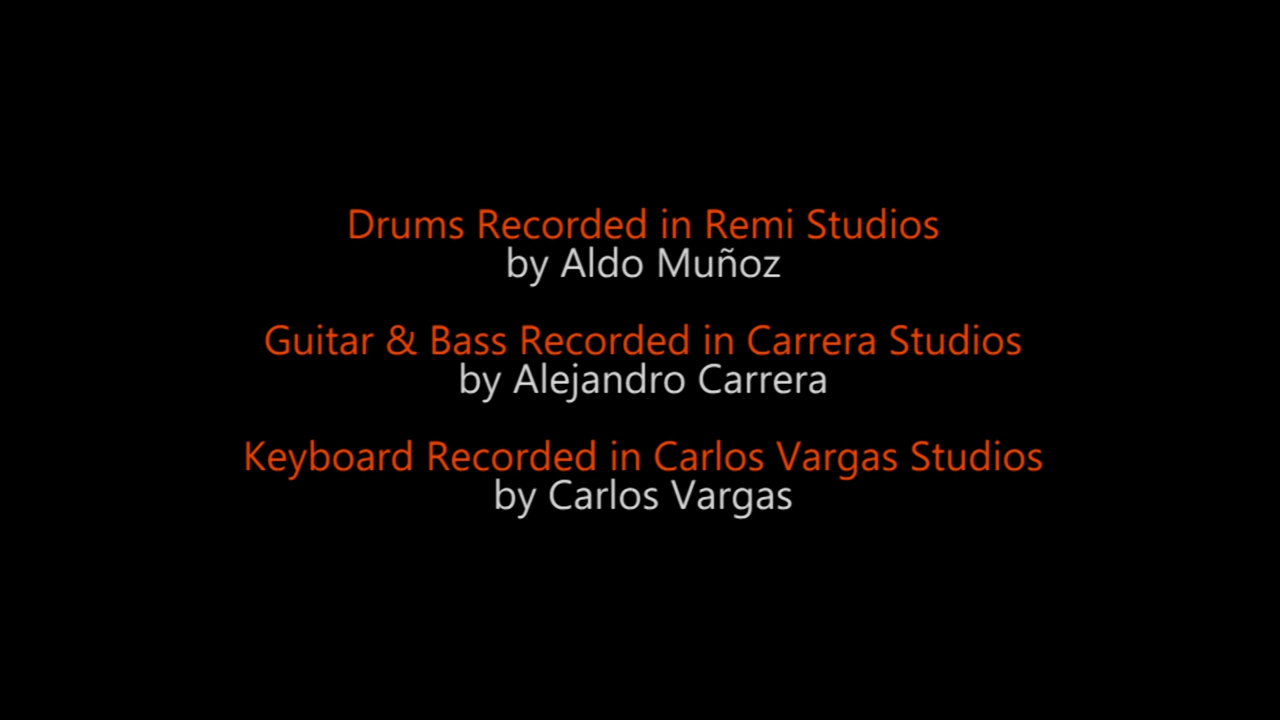 Drums Recorded in Remi Studios
by Aldo Muñoz
Guitar & Bass Recorded in Carrera Studios
by Alejandro Carrera
Keyboard Recorded in Carlos Vargas Studios
by Carlos Vargas